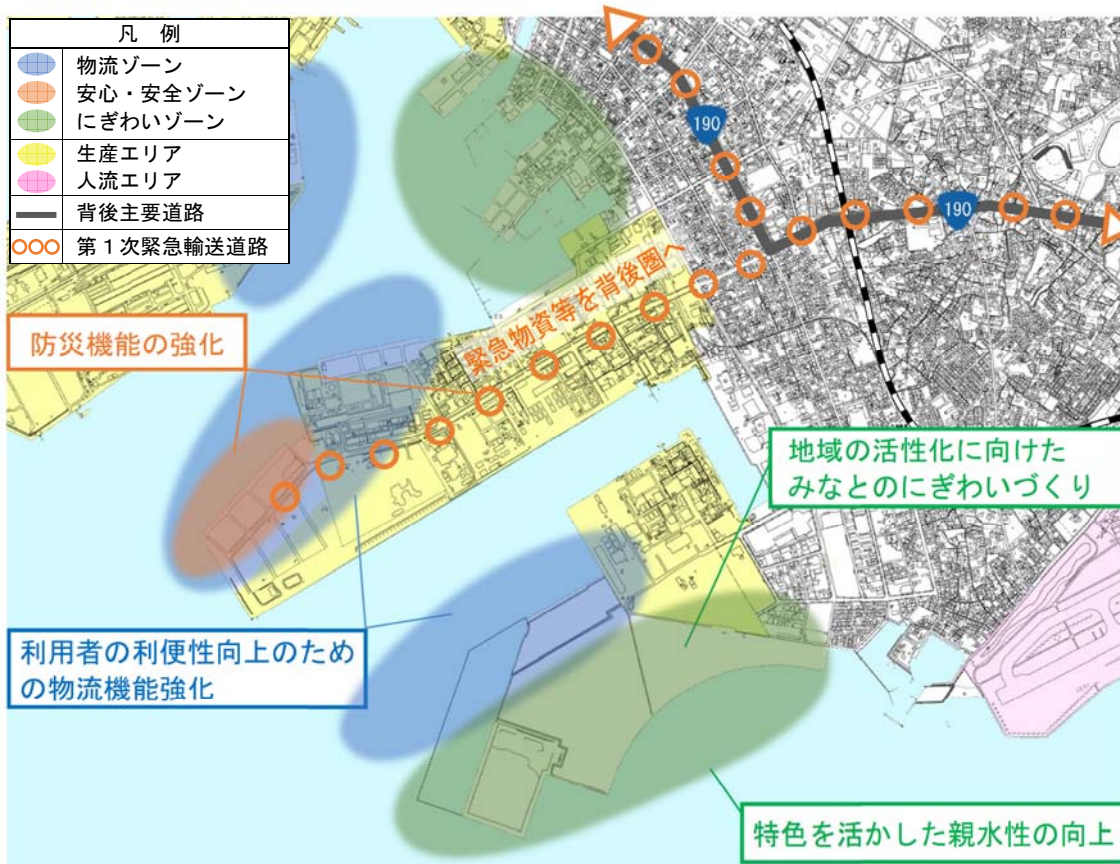 凡例
物流ゾーン
安心・安全ゾーン
にぎわいゾーン
生産エリア
人流エリア
背後主要道路
第１次緊急輸送道路
190
190
緊急物資等を背後圏へ
防災機能の強化
地域の活性化に向けた
みなとのにぎわいづくり
利用者の利便性向上のため
の物流機能強化
特色を活かした親水性の向上